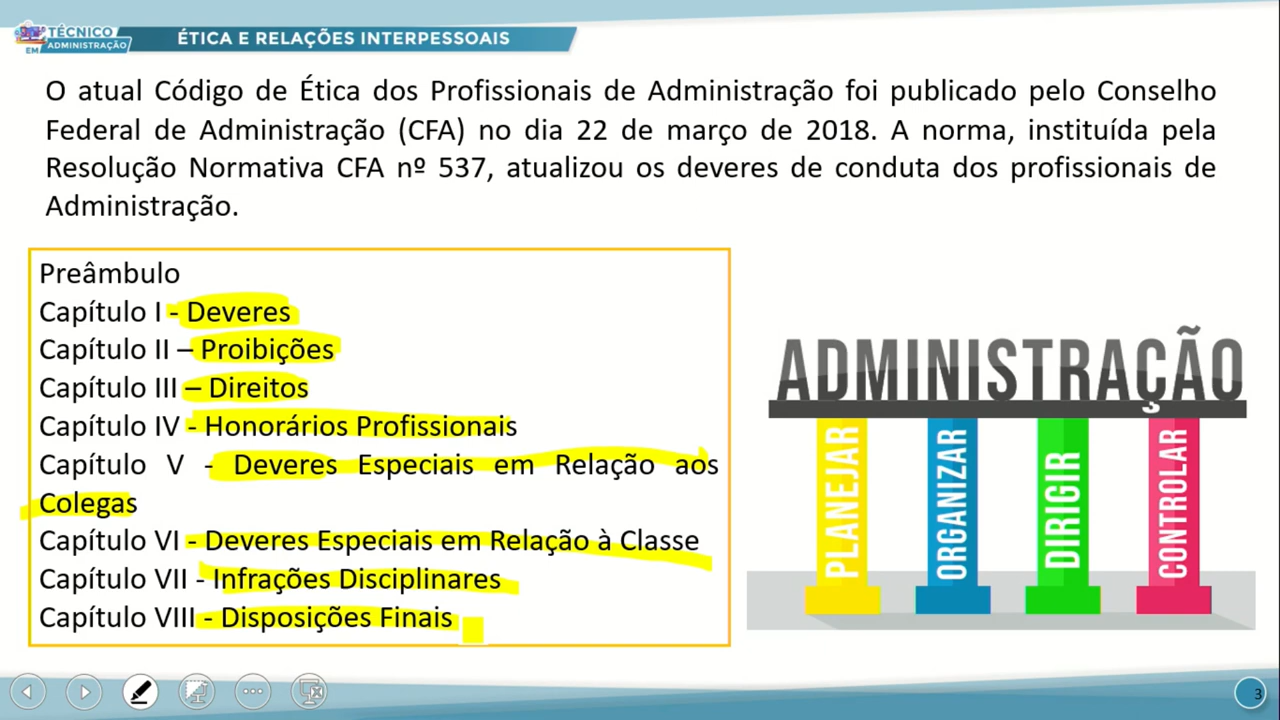 TÉCNICO
EM ADMINISTRAÇÃO
ÉTICA E RELAÇÕES INTERPESSOAIS
O atual Código de Ética dos Profissionais de Administração foi publicado pelo Conselho
Federal de Administração (CFA) no dia 22 de março de 2018. A norma, instituída pela
Resolução Normativa CFA nº 537, atualizou os deveres de conduta dos profissionais de
Administração.
Preâmbulo
Capítulo I - Deveres
Capítulo II – Proibições
Capítulo III – Direitos
Capítulo IV - Honorários Profissionais
Capítulo V - Deveres Especiais em Relação aos
Colegas
Capítulo VI - Deveres Especiais em Relação à Classe
Capítulo VII - Infrações Disciplinares
Capítulo VIII - Disposições Finais
ADMINISTRAÇÃO
PLANEJAR
ORGANIZAR
DIRIGIR
CONTROLAR
3